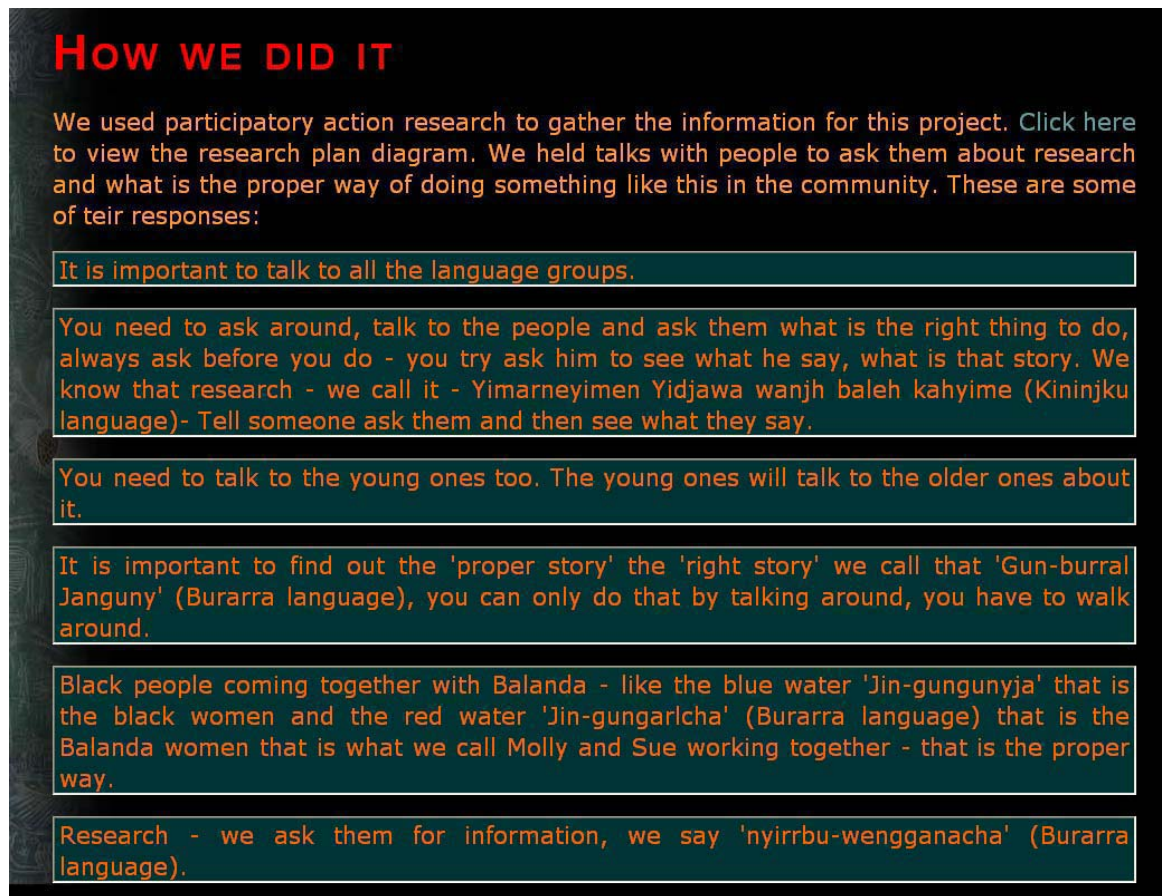 How we did it
We used participatory action research to gather the information for this project. Click here
to view the research plan diagram. We held talks with people to ask them about research
and what is the proper way of doing something like this in the community. These are some
of teir responses:
It is important to talk to all the language groups.
You need to ask around, talk to the people and ask them what is the right thing to do,
always ask before you do - you try ask him to see what he say, what is that story. We
know that research - we call it - Yimarneyimen Yidjawa wanjh baleh kahyime (Kininjku
language)- Tell someone ask them and then see what they say.
You need to talk to the young ones too. The young ones will talk to the older ones about
it.
It is important to find out the 'proper story' the 'right story' we call that 'Gun-burral
Janguny' (Burarra language), you can only do that by talking around, you have to walk
around.
Black people coming together with Balanda - like the blue water 'Jin-gungunyja' that is
the black women and the red water 'Jin-gungarlcha' (Burarra language) that is the
Balanda women that is what we call Molly and Sue working together - that is the proper
way.
Research - we ask them for information, we say 'nyirrbu-wengganacha' (Burarra
language).